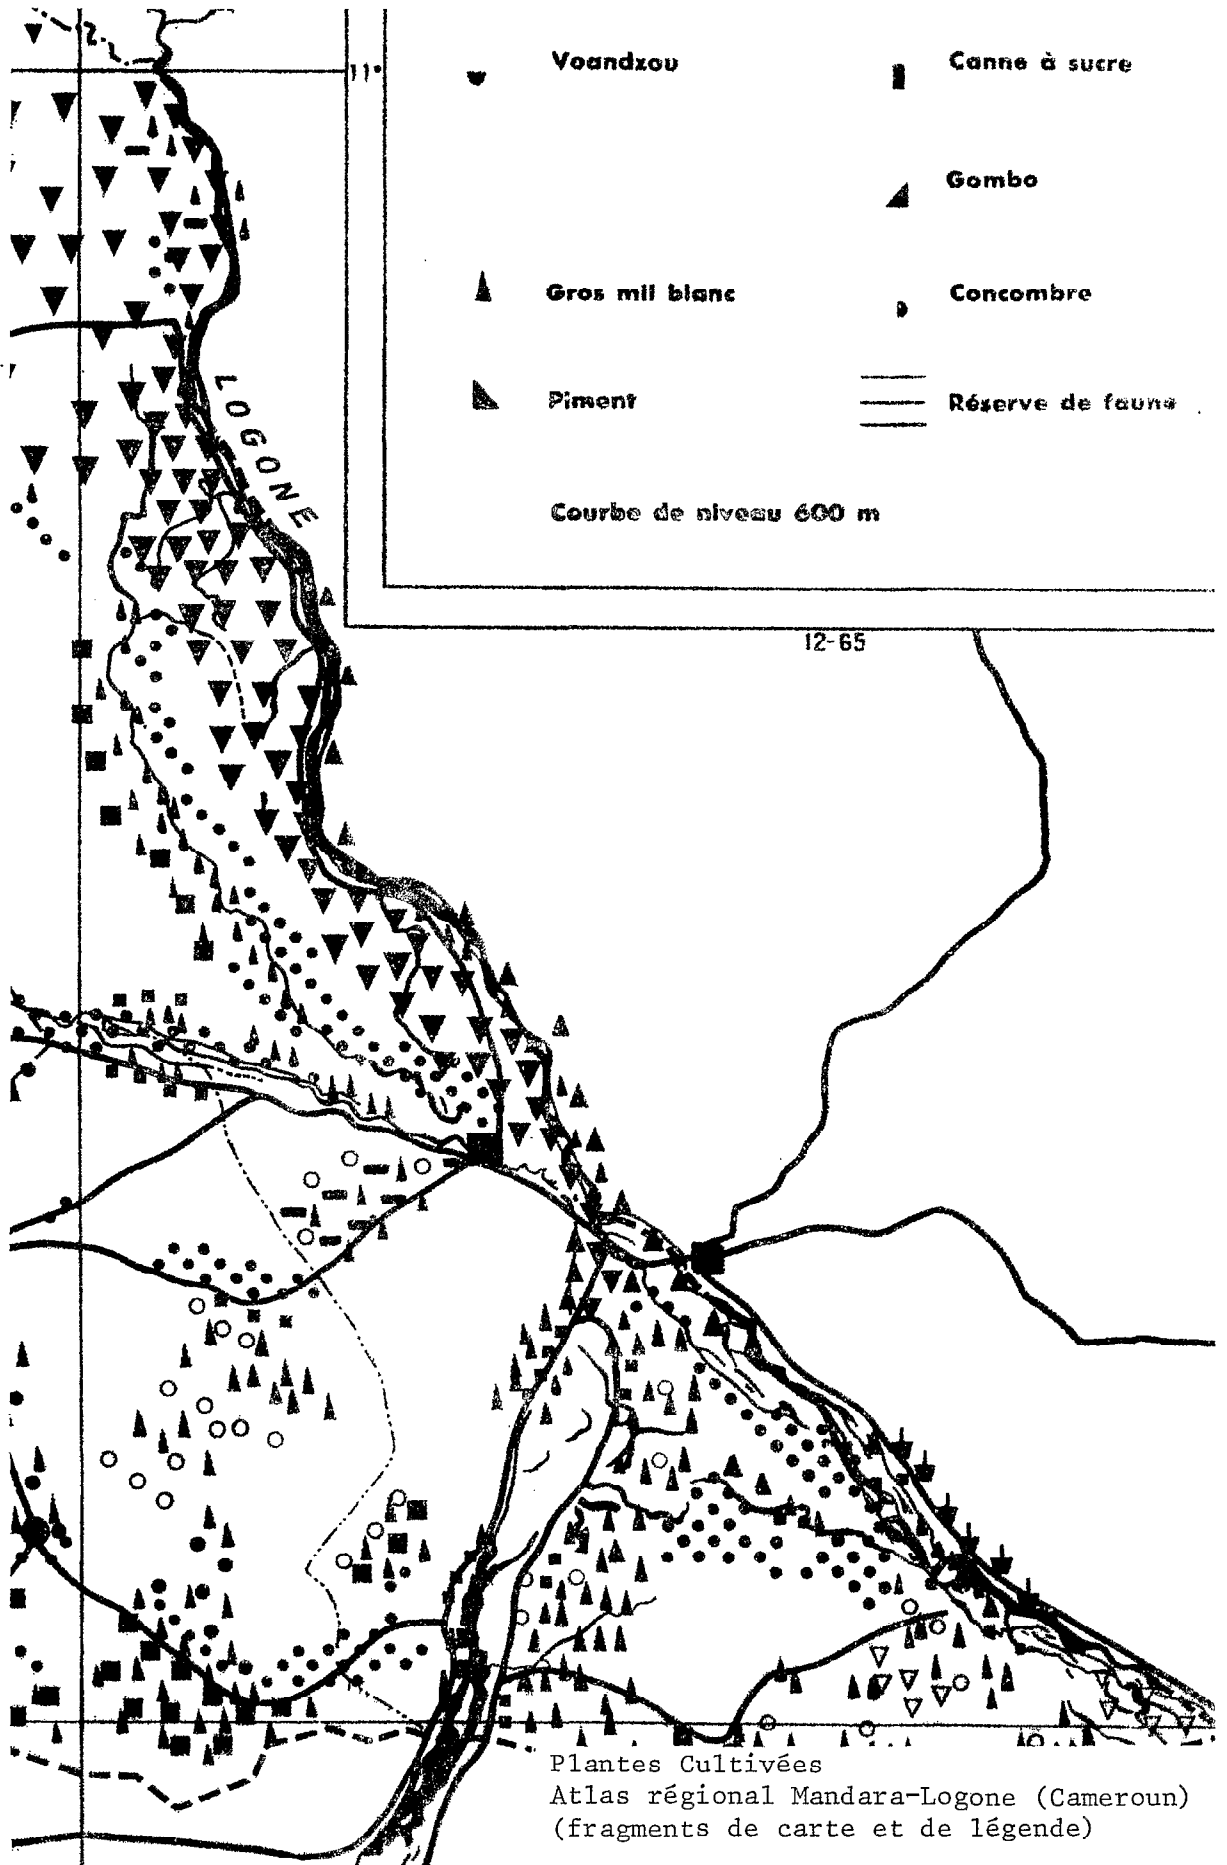 11°
Voandzou
Canne à sucre
Gombo
Gros mil blanc
Concombre
Piment
Réserve de faune
Courbe de niveau 600 m
LOGONE
12-65
Plantes Cultivées
Atlas régional Mandara-Logone (Cameroun)
(fragments de carte et de légende)